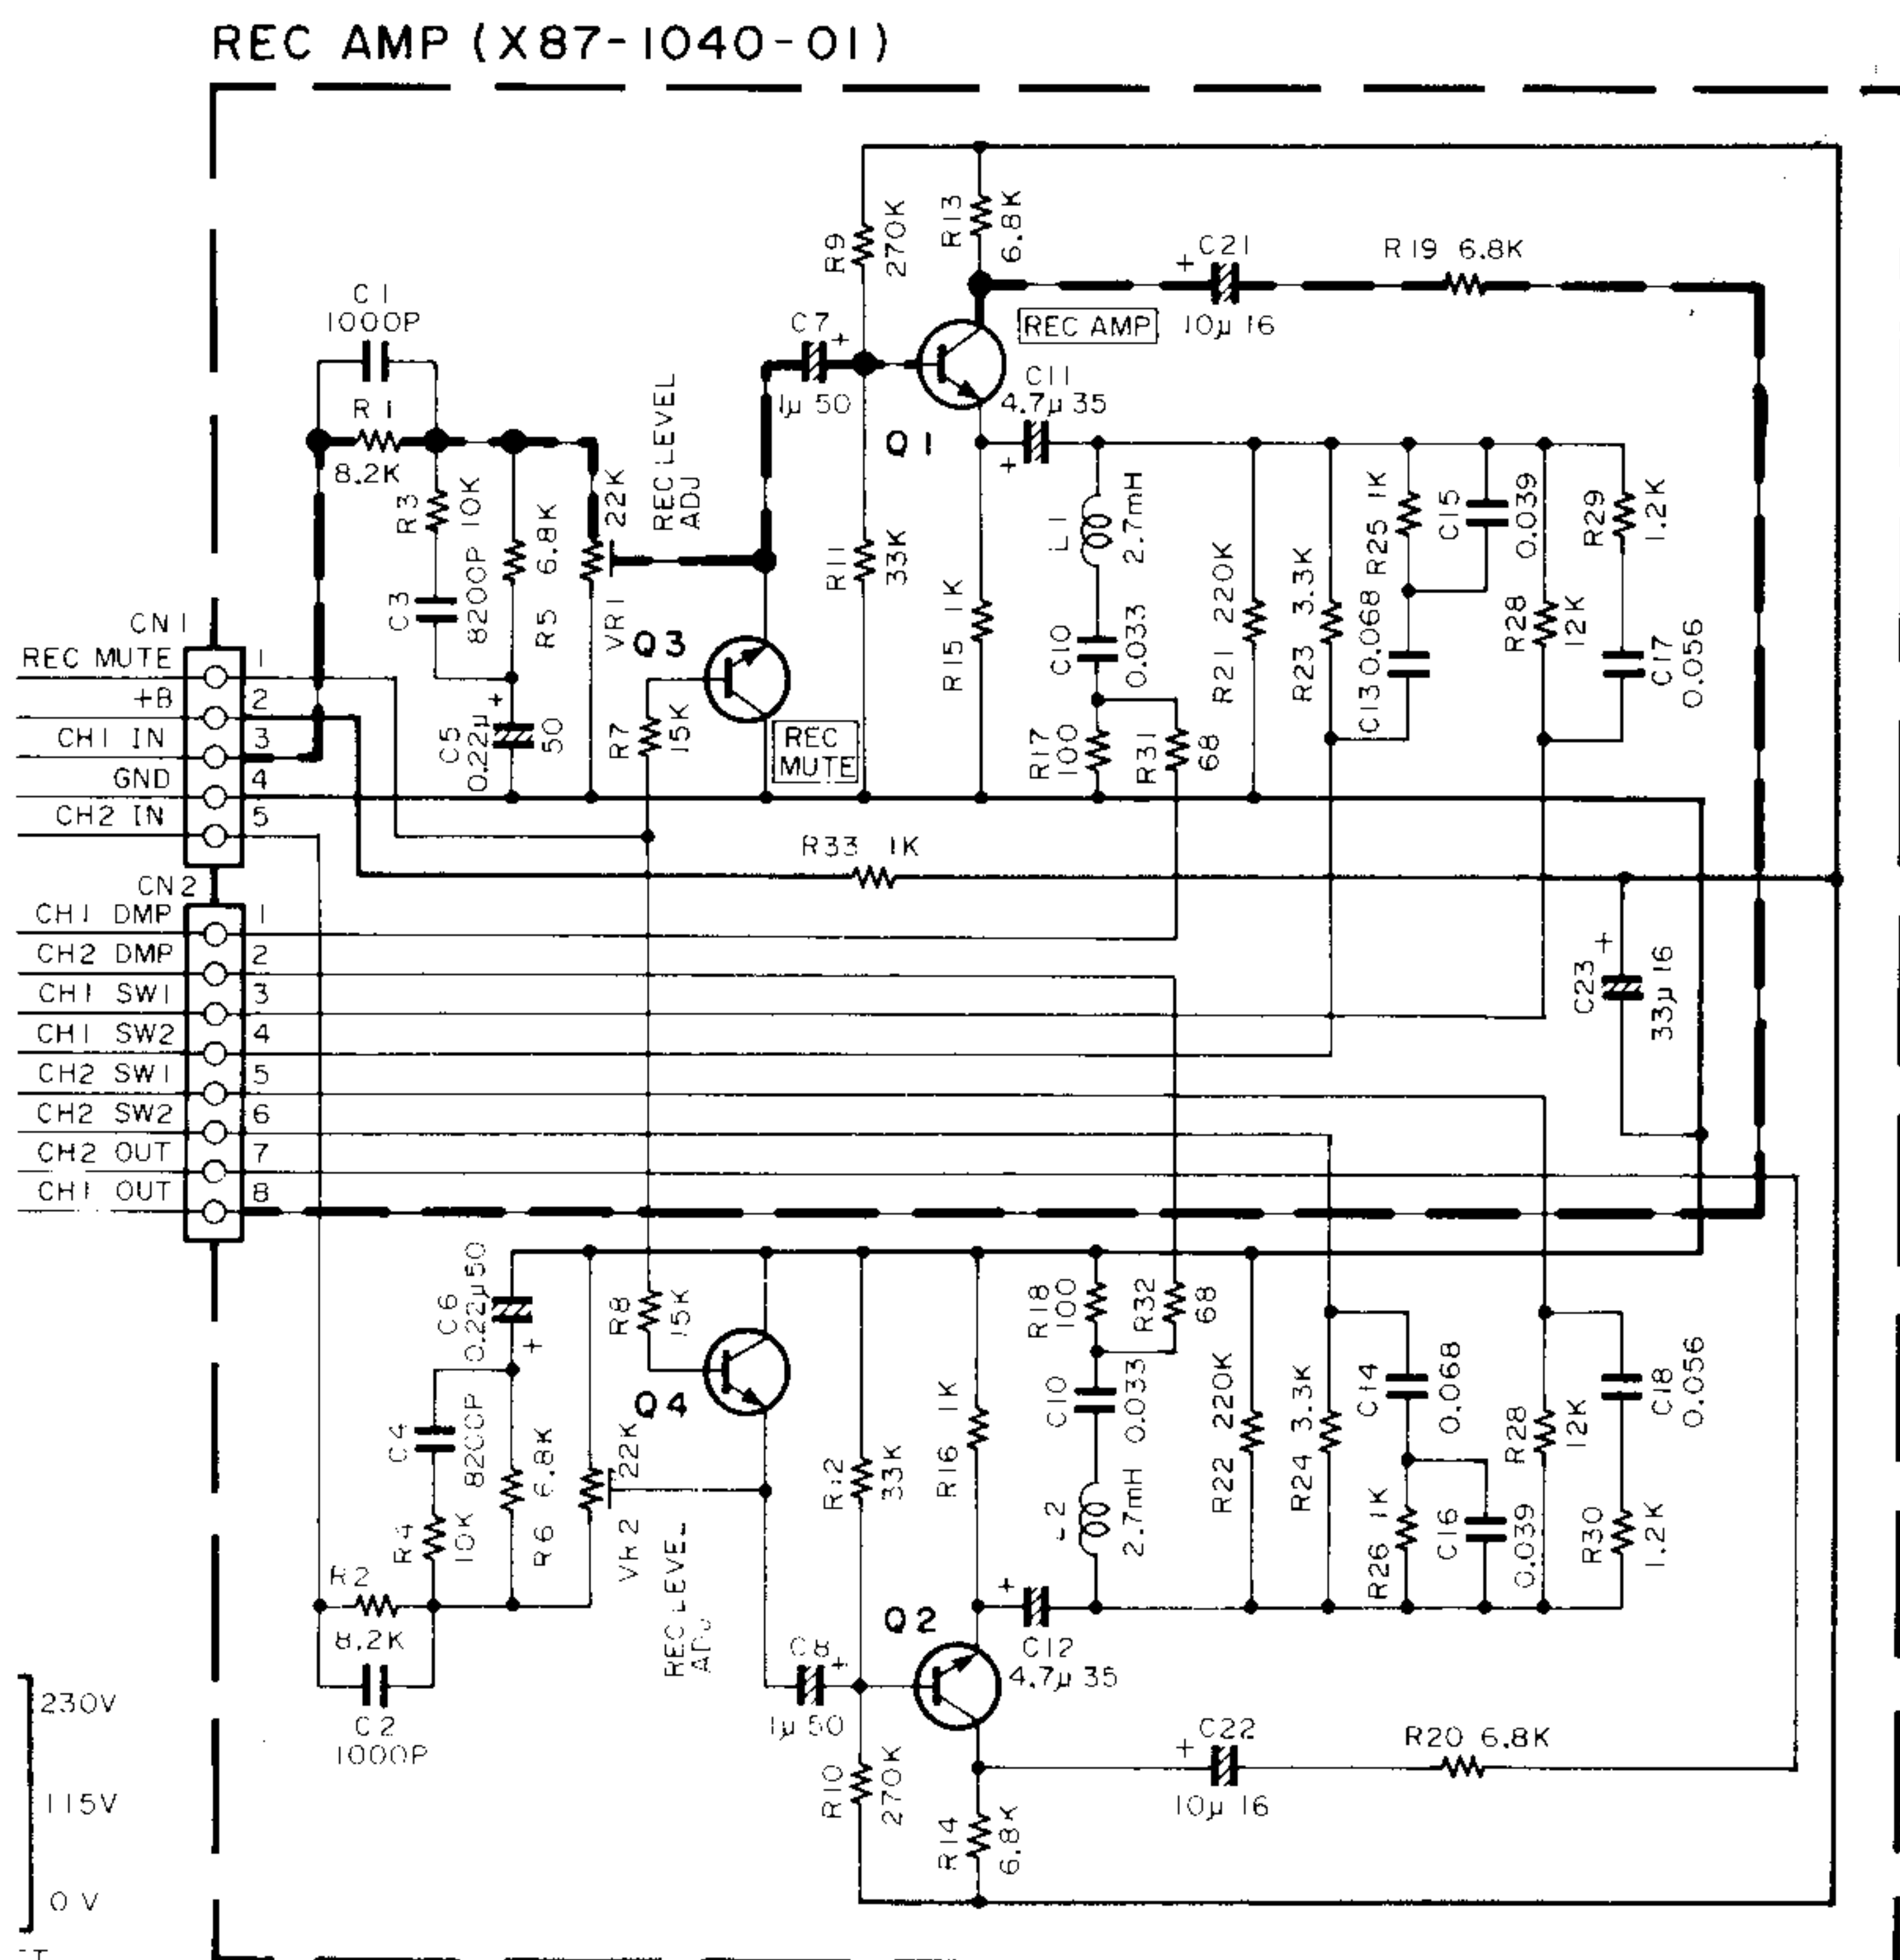 REC AMP (X87-1040-01)
R9
270K
R13
6.8K
C21
+
10µ 16
R19 6.8K
C1
1000P
R1
8.2K
C7
+
1µ 50
REC AMP
C11
4.7µ 35
+
Q1
R3
10K
C3
8200P
R5
6.8K
22K
VR1
REC LEVEL
ADJ
Q3
R7
15K
REC
MUTE
C5
0.22µ
50
+
R11
33K
R15 1K
L1
2.7mH
C10
0.033
R17
100
R31
68
R21 220K
R23 3.3K
R25 1K
C13 0.068
C15
0.039
R28
12K
R29
1.2K
C17
0.056
CN1
REC MUTE 1
+B 2
CH1 IN 3
GND 4
CH2 IN 5
R33 1K
CN2
CH1 DMP 1
CH2 DMP 2
CH1 SW1 3
CH1 SW2 4
CH2 SW1 5
CH2 SW2 6
CH2 OUT 7
CH1 OUT 8
C23
+
33µ 16
C6
0.22µ50
+
R8
15K
Q4
C4
8200P
R4
10K
R6 6.8K
22K
VR2
REC LEVEL
ADJ
R2
8.2K
C2
1000P
C8
+
1µ 50
R12
33K
R16 1K
R18
100
R32
68
C10
0.033
L2
2.7mH
R22 220K
R24 3.3K
C14
0.068
R26 1K
C16
0.039
R28
12K
C18
0.056
R30
1.2K
+
C12
4.7µ 35
Q2
R10
270K
R14
6.8K
C22
+
10µ 16
R20 6.8K
230V
115V
0 V